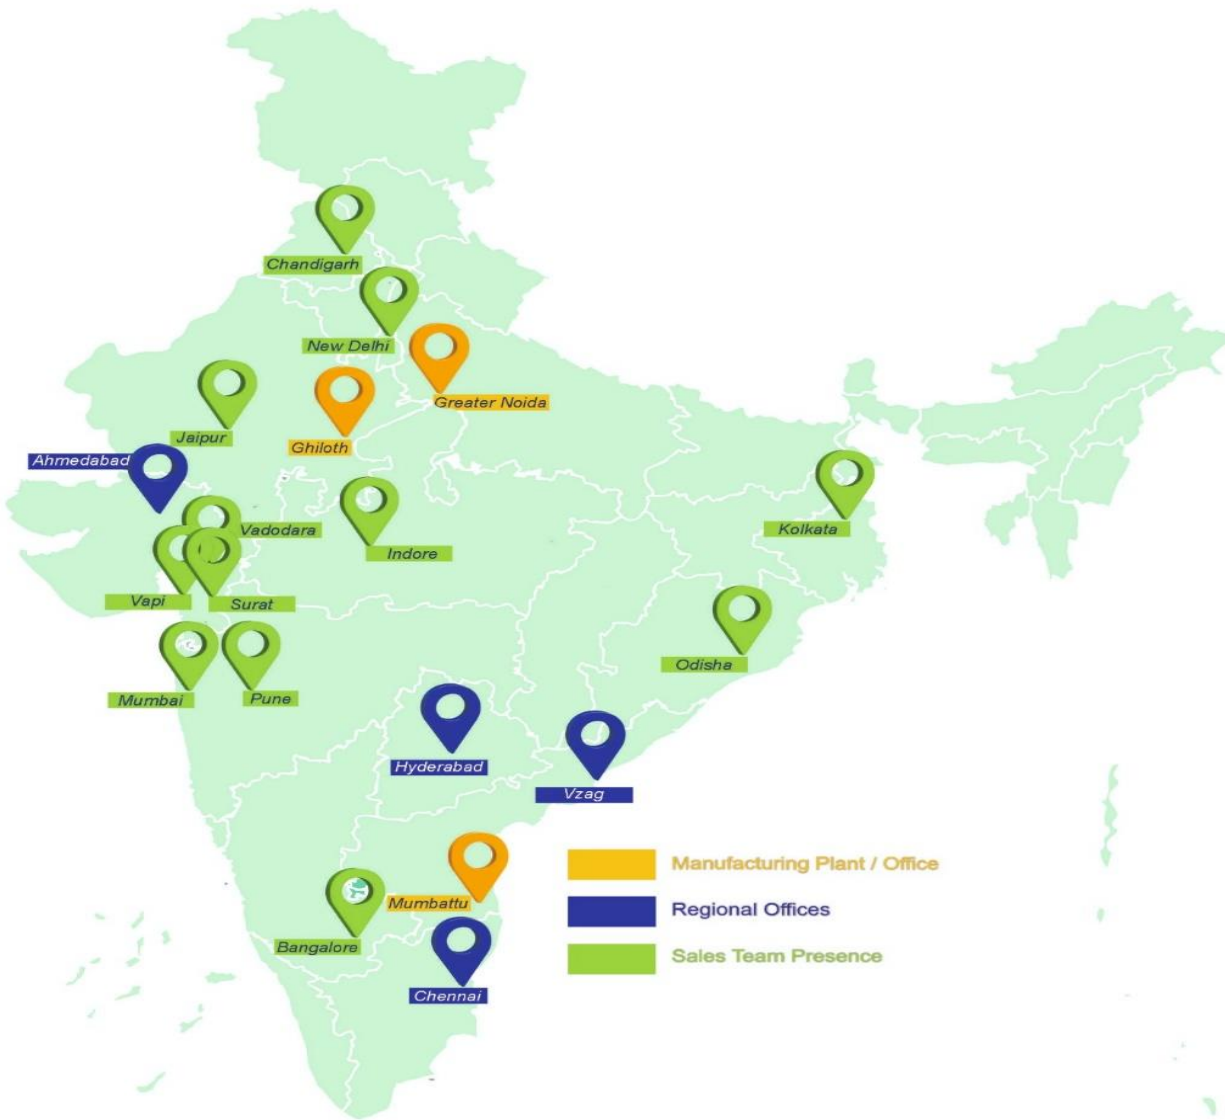 Chandigarh
New Delhi
Greater Noida
Jaipur
Ghiloth
Ahmedabad
Vadodara
Indore
Kolkata
Vapi
Surat
Odisha
Mumbai
Pune
Hyderabad
Vzag
Manufacturing Plant / Office
Mumbattu
Regional Offices
Bangalore
Sales Team Presence
Chennai